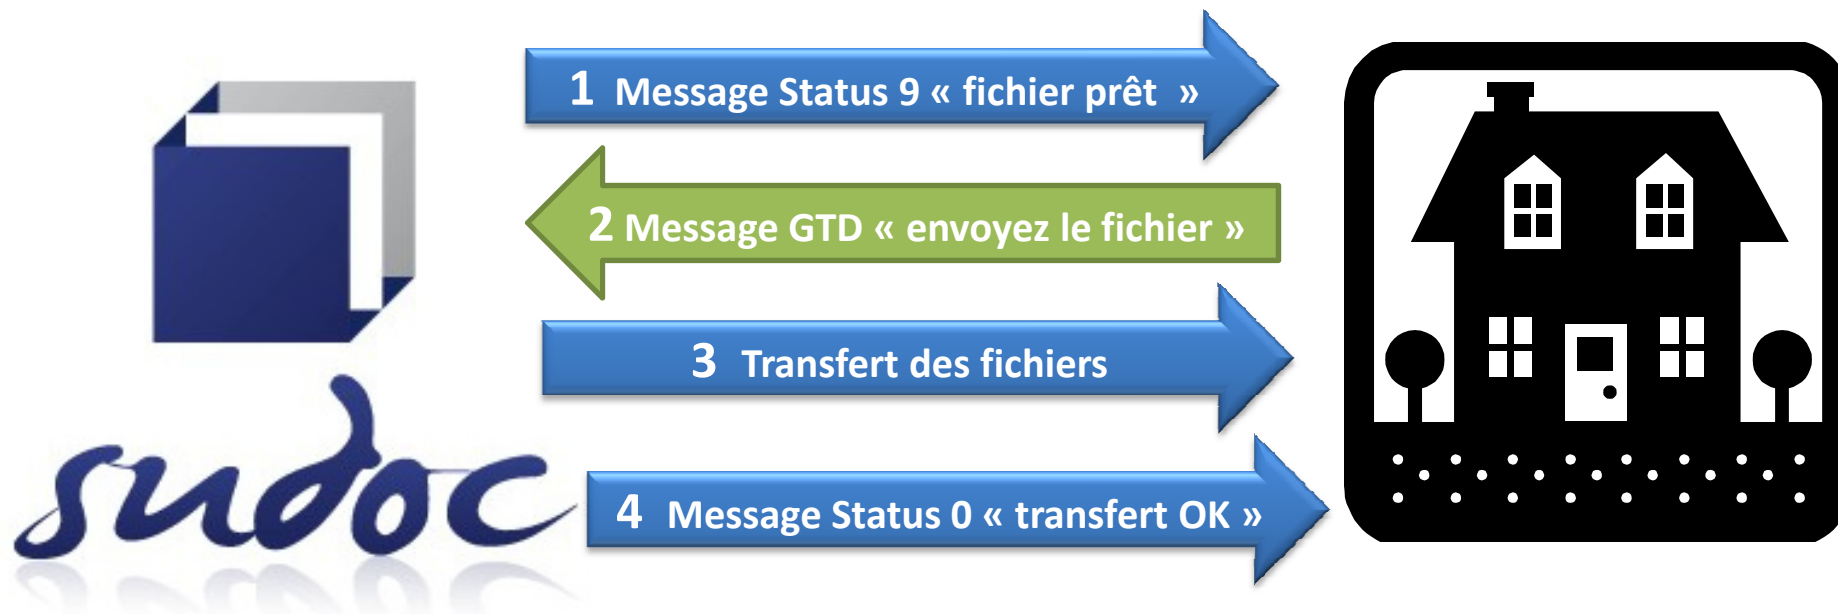 1 Message Status 9 « fichier prêt »
2 Message GTD « envoyez le fichier »
3 Transfert des fichiers
sudoc
4 Message Status 0 « transfert OK »